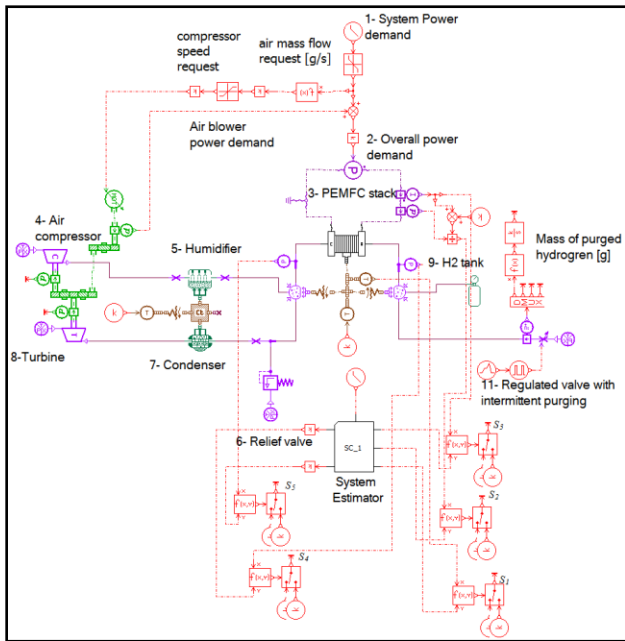 1- System Power
demand
compressor
speed
request
air mass flow
request [g/s]
Air blower
power demand
2- Overall power
demand
3- PEMFC stack
4- Air
compressor
5- Humidifier
9- H2 tank
Mass of purged
hydrogren [g]
DMUX
Cb
8-Turbine
7- Condenser
11- Regulated valve with
intermittent purging
6- Relief valve
SC_1
System
Estimator
S3
f(x,Y)
S5
f(x,Y)
S2
f(x,Y)
S4
f(x,Y)
S1
f(x,Y)